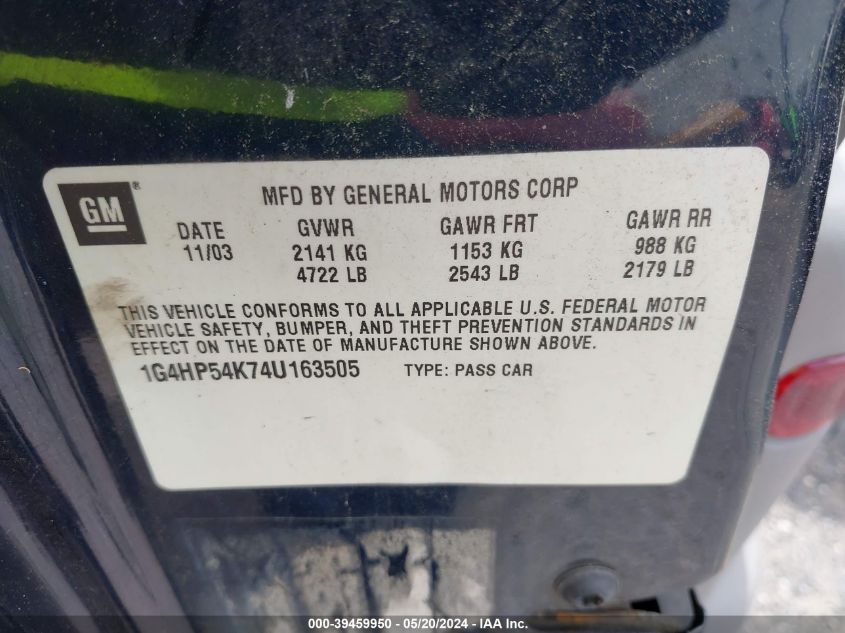 GM®
MFD BY GENERAL MOTORS CORP
DATE GVWR GAWR FRT GAWR RR
11/03 2141 KG 1153 KG 988 KG
4722 LB 2543 LB 2179 LB
THIS VEHICLE CONFORMS TO ALL APPLICABLE U.S. FEDERAL MOTOR
VEHICLE SAFETY, BUMPER, AND THEFT PREVENTION STANDARDS IN
EFFECT ON THE DATE OF MANUFACTURE SHOWN ABOVE.
1G4HP54K74U163505 TYPE: PASS CAR
000-39459950 - 05/20/2024 - IAA Inc.